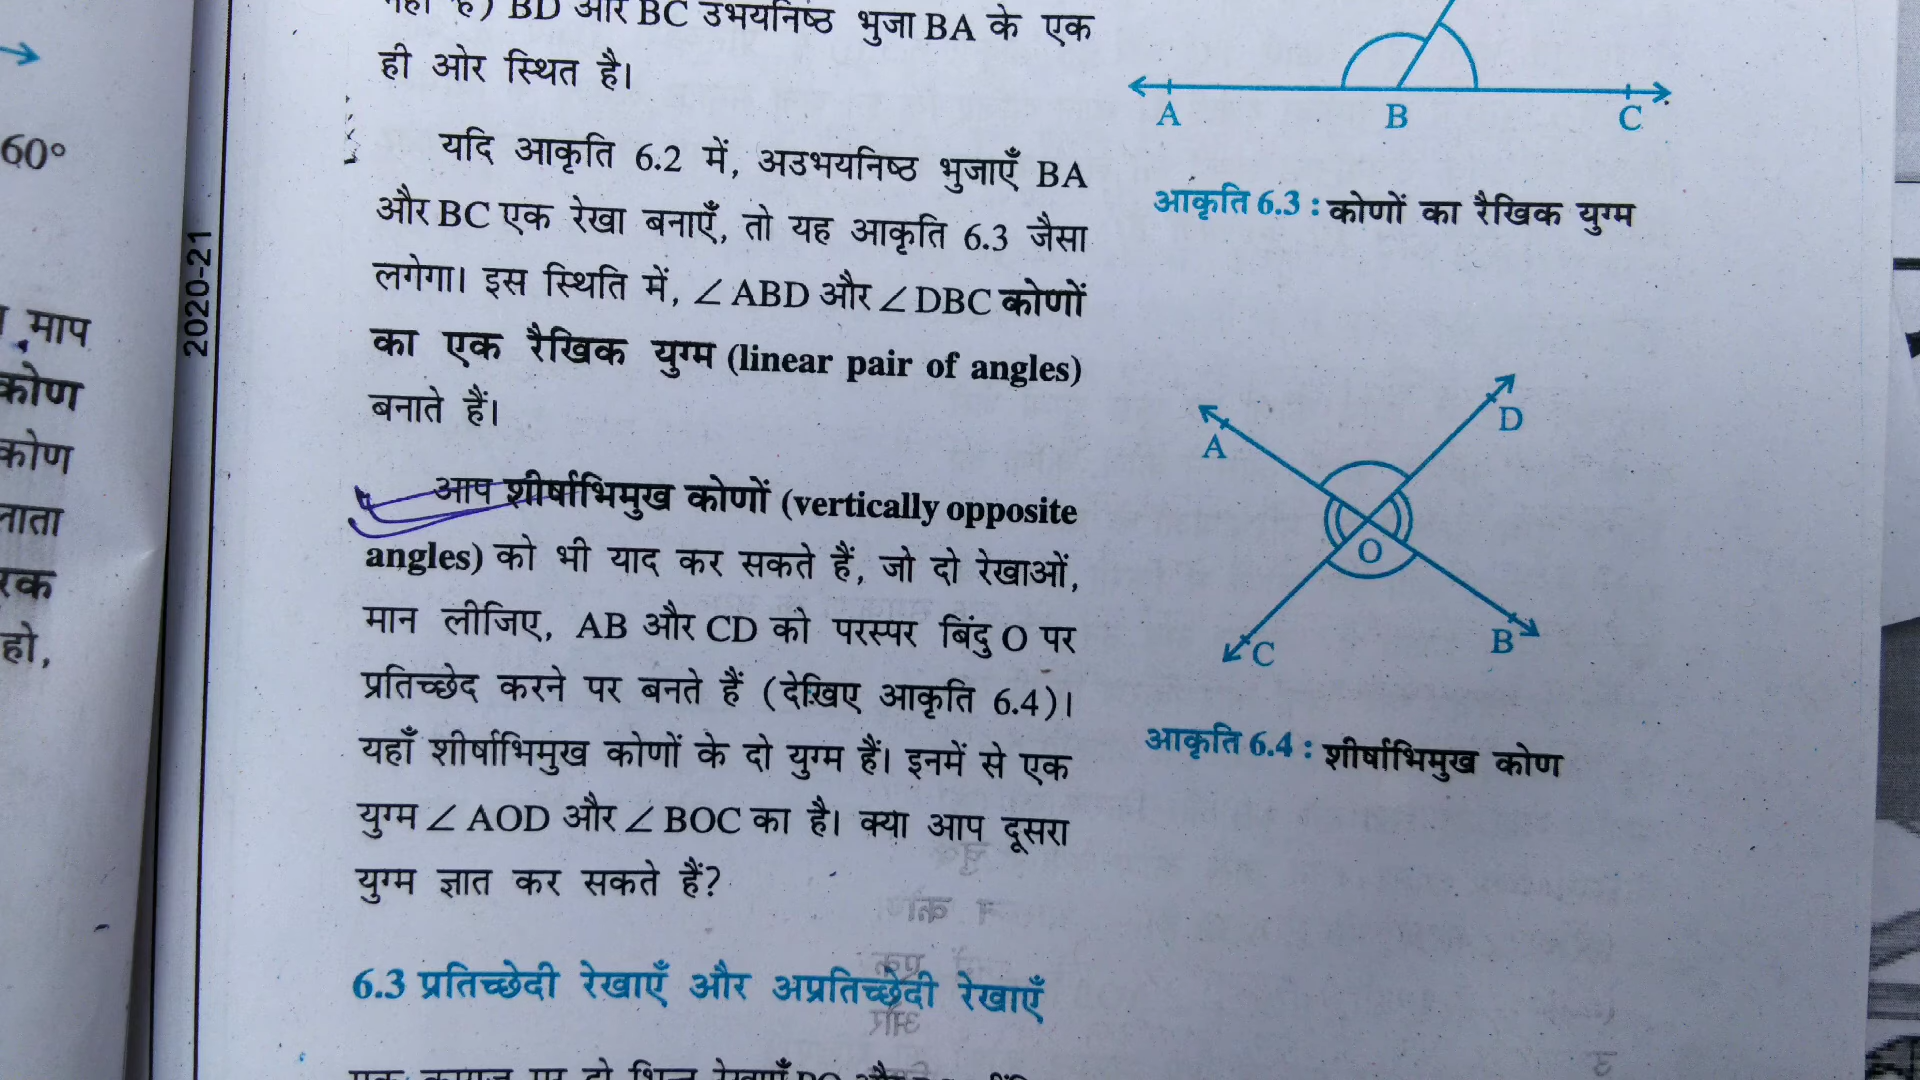 BD और BC उभयनिष्ठ भुजा BA के एक
ही ओर स्थित है।
यदि आकृति 6.2 में, अउभयनिष्ठ भुजाएँ BA
और BC एक रेखा बनाएँ, तो यह आकृति 6.3 जैसा
लगेगा। इस स्थिति में, ∠ABD और ∠DBC कोणों
का एक रैखिक युग्म (linear pair of angles)
बनाते हैं।
आप शीर्षाभिमुख कोणों (vertically opposite
angles) को भी याद कर सकते हैं, जो दो रेखाओं,
मान लीजिए, AB और CD को परस्पर बिंदु O पर
प्रतिच्छेद करने पर बनते हैं (देखिए आकृति 6.4)।
यहाँ शीर्षाभिमुख कोणों के दो युग्म हैं। इनमें से एक
युग्म ∠AOD और ∠BOC का है। क्या आप दूसरा
युग्म ज्ञात कर सकते हैं?
6.3 प्रतिच्छेदी रेखाएँ और अप्रतिच्छेदी रेखाएँ
A B C
आकृति 6.3 : कोणों का रैखिक युग्म
A D
O
C B
आकृति 6.4 : शीर्षाभिमुख कोण
2020-21
60°
माप
कोण
कोण
हो,